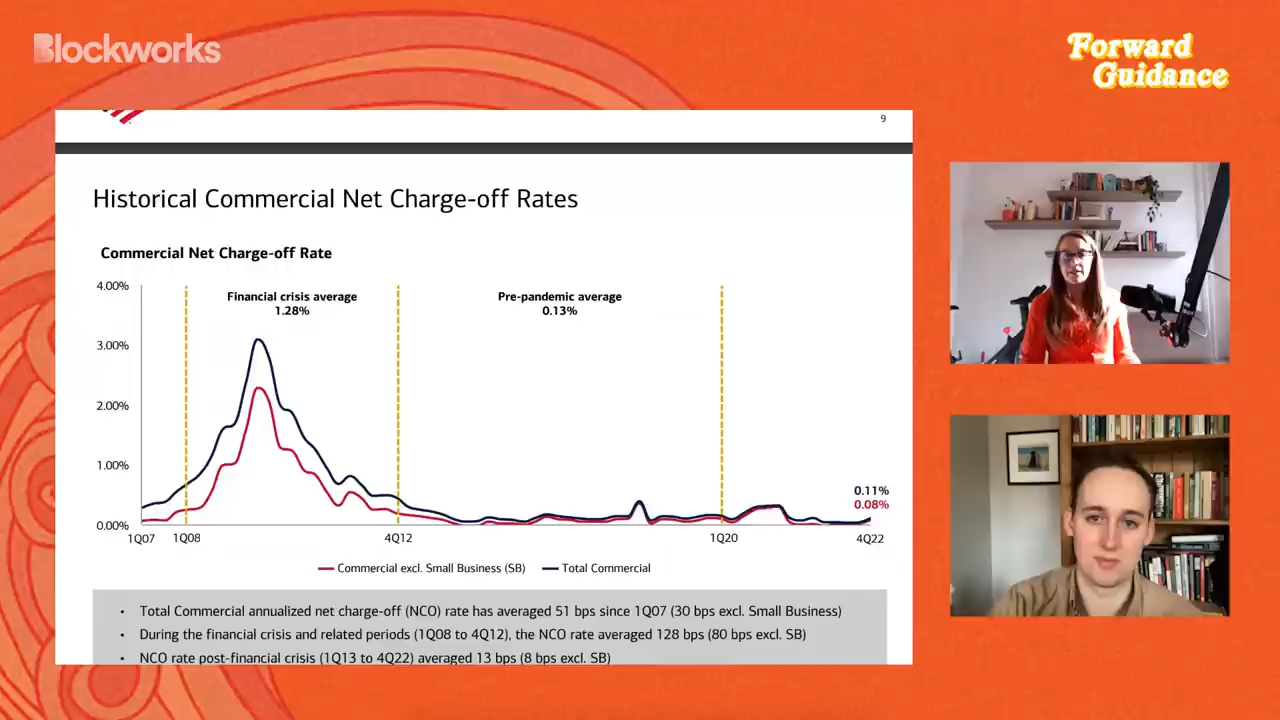 Blockworks
Forward
Guidance
9
Historical Commercial Net Charge-off Rates
Commercial Net Charge-off Rate
4.00%
3.00%
2.00%
1.00%
0.00%
Financial crisis average
1.28%
Pre-pandemic average
0.13%
0.11%
0.08%
1Q07
1Q08
4Q12
1Q20
4Q22
Commercial excl. Small Business (SB)
Total Commercial
• Total Commercial annualized net charge-off (NCO) rate has averaged 51 bps since 1Q07 (30 bps excl. Small Business)
• During the financial crisis and related periods (1Q08 to 4Q12), the NCO rate averaged 128 bps (80 bps excl. SB)
• NCO rate post-financial crisis (1Q13 to 4Q22) averaged 13 bps (8 bps excl. SB)